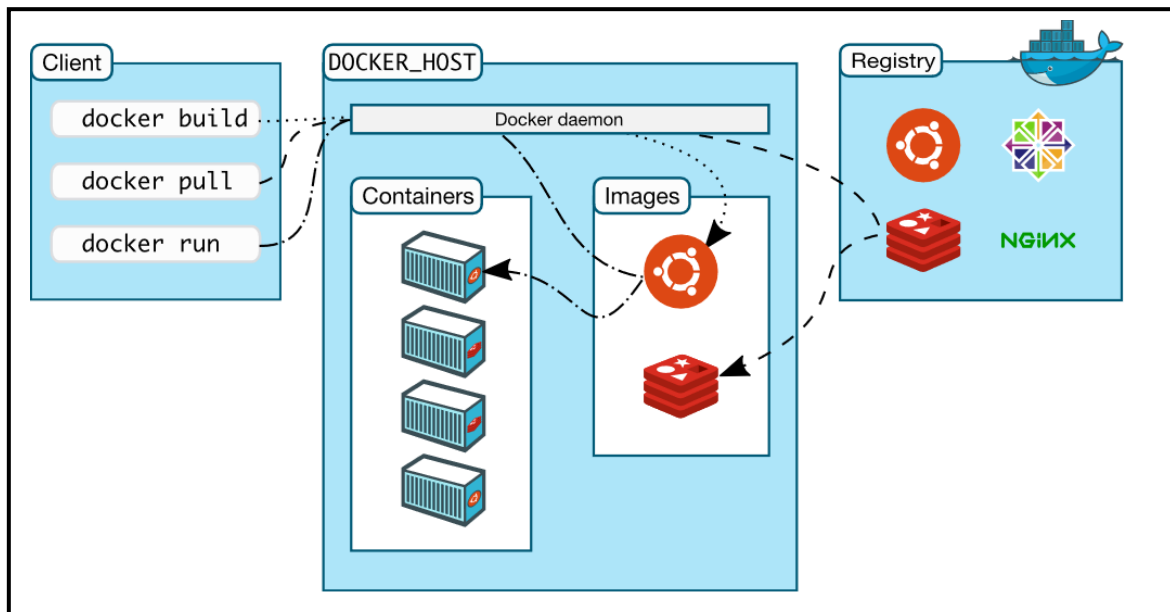 Client
docker build
docker pull
docker run
DOCKER_HOST
Docker daemon
Containers
Images
Registry
NGINX